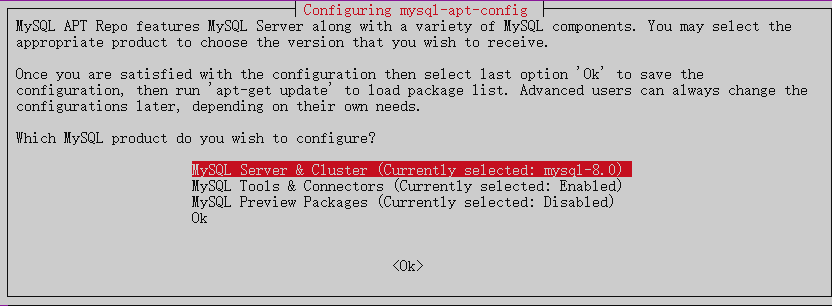 Configuring mysql-apt-config
MySQL APT Repo features MySQL Server along with a variety of MySQL components. You may select the
appropriate product to choose the version that you wish to receive.
Once you are satisfied with the configuration then select last option 'Ok' to save the
configuration, then run 'apt-get update' to load package list. Advanced users can always change the
configurations later, depending on their own needs.
Which MySQL product do you wish to configure?
MySQL Server & Cluster (Currently selected: mysql-8.0)
MySQL Tools & Connectors (Currently selected: Enabled)
MySQL Preview Packages (Currently selected: Disabled)
Ok
<Ok>